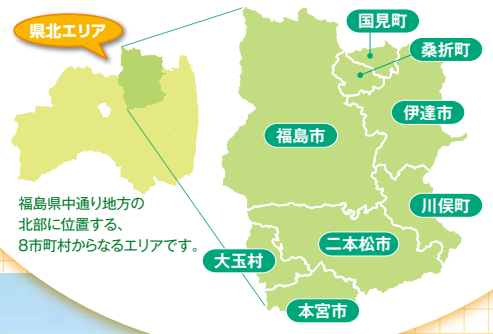 県北エリア
国見町
桑折町
伊達市
福島市
川俣町
二本松市
大玉村
本宮市
福島県中通り地方の
北部に位置する、
8市町村からなるエリアです。